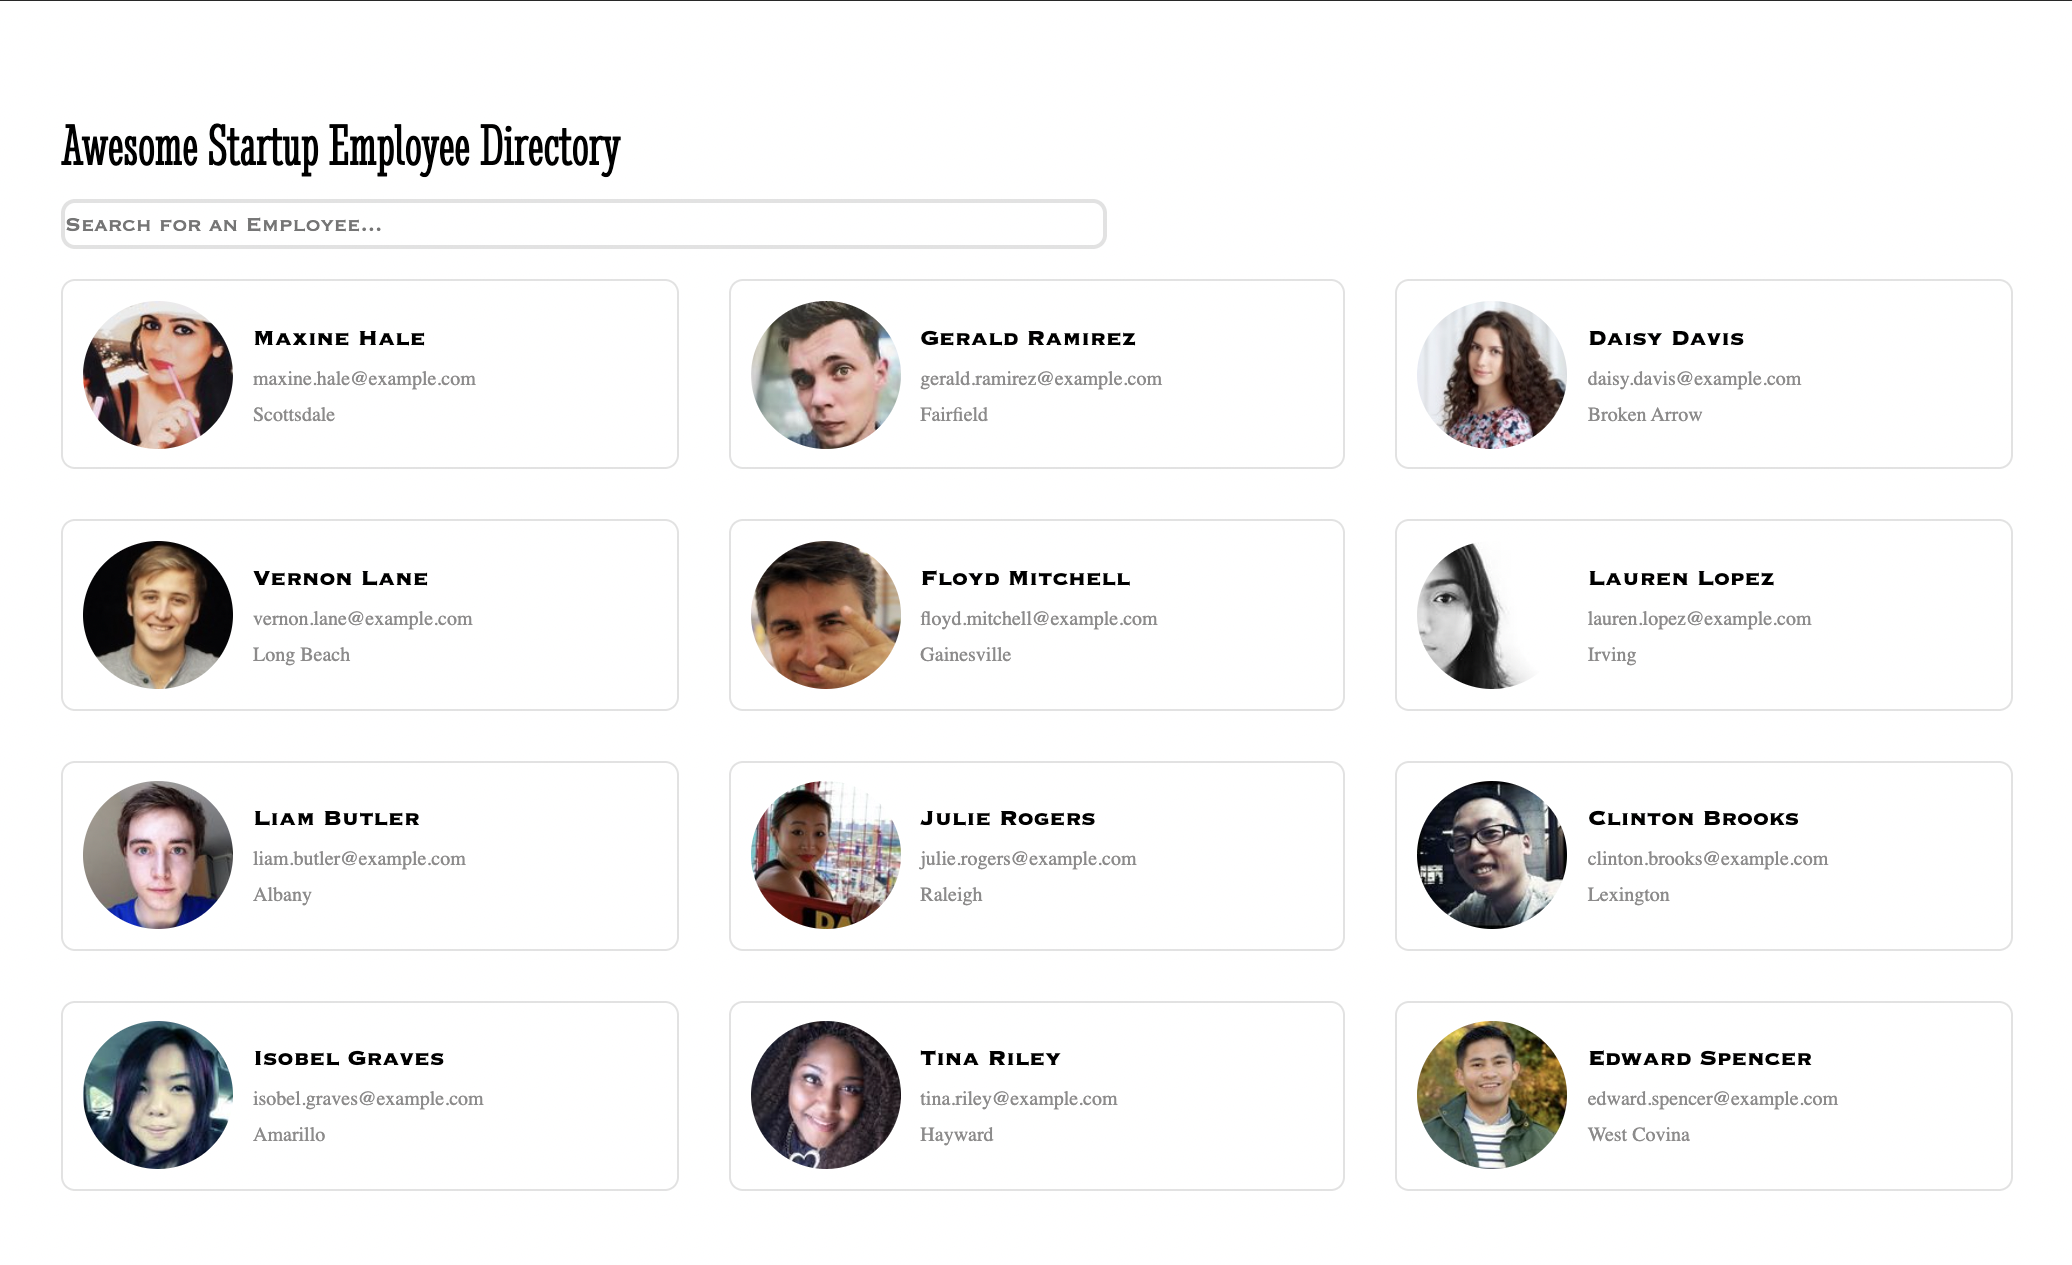 Awesome Startup Employee Directory
Search for an Employee...
Maxine Hale
maxine.hale@example.com
Scottsdale
Gerald Ramirez
gerald.ramirez@example.com
Fairfield
Daisy Davis
daisy.davis@example.com
Broken Arrow
Vernon Lane
vernon.lane@example.com
Long Beach
Floyd Mitchell
floyd.mitchell@example.com
Gainesville
Lauren Lopez
lauren.lopez@example.com
Irving
Liam Butler
liam.butler@example.com
Albany
Julie Rogers
julie.rogers@example.com
Raleigh
DA
Clinton Brooks
clinton.brooks@example.com
Lexington
Isobel Graves
isobel.graves@example.com
Amarillo
Tina Riley
tina.riley@example.com
Hayward
Edward Spencer
edward.spencer@example.com
West Covina